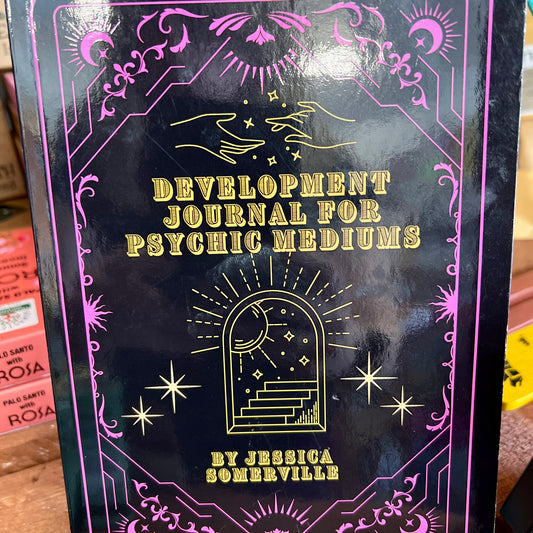 DEVELOPMENT
JOURNAL FOR
PSYCHIC MEDIUMS
BY JESSICA
SOMERVILLE
PALO SANTO
with
ROSA
PALO SANTO
with
ROSA